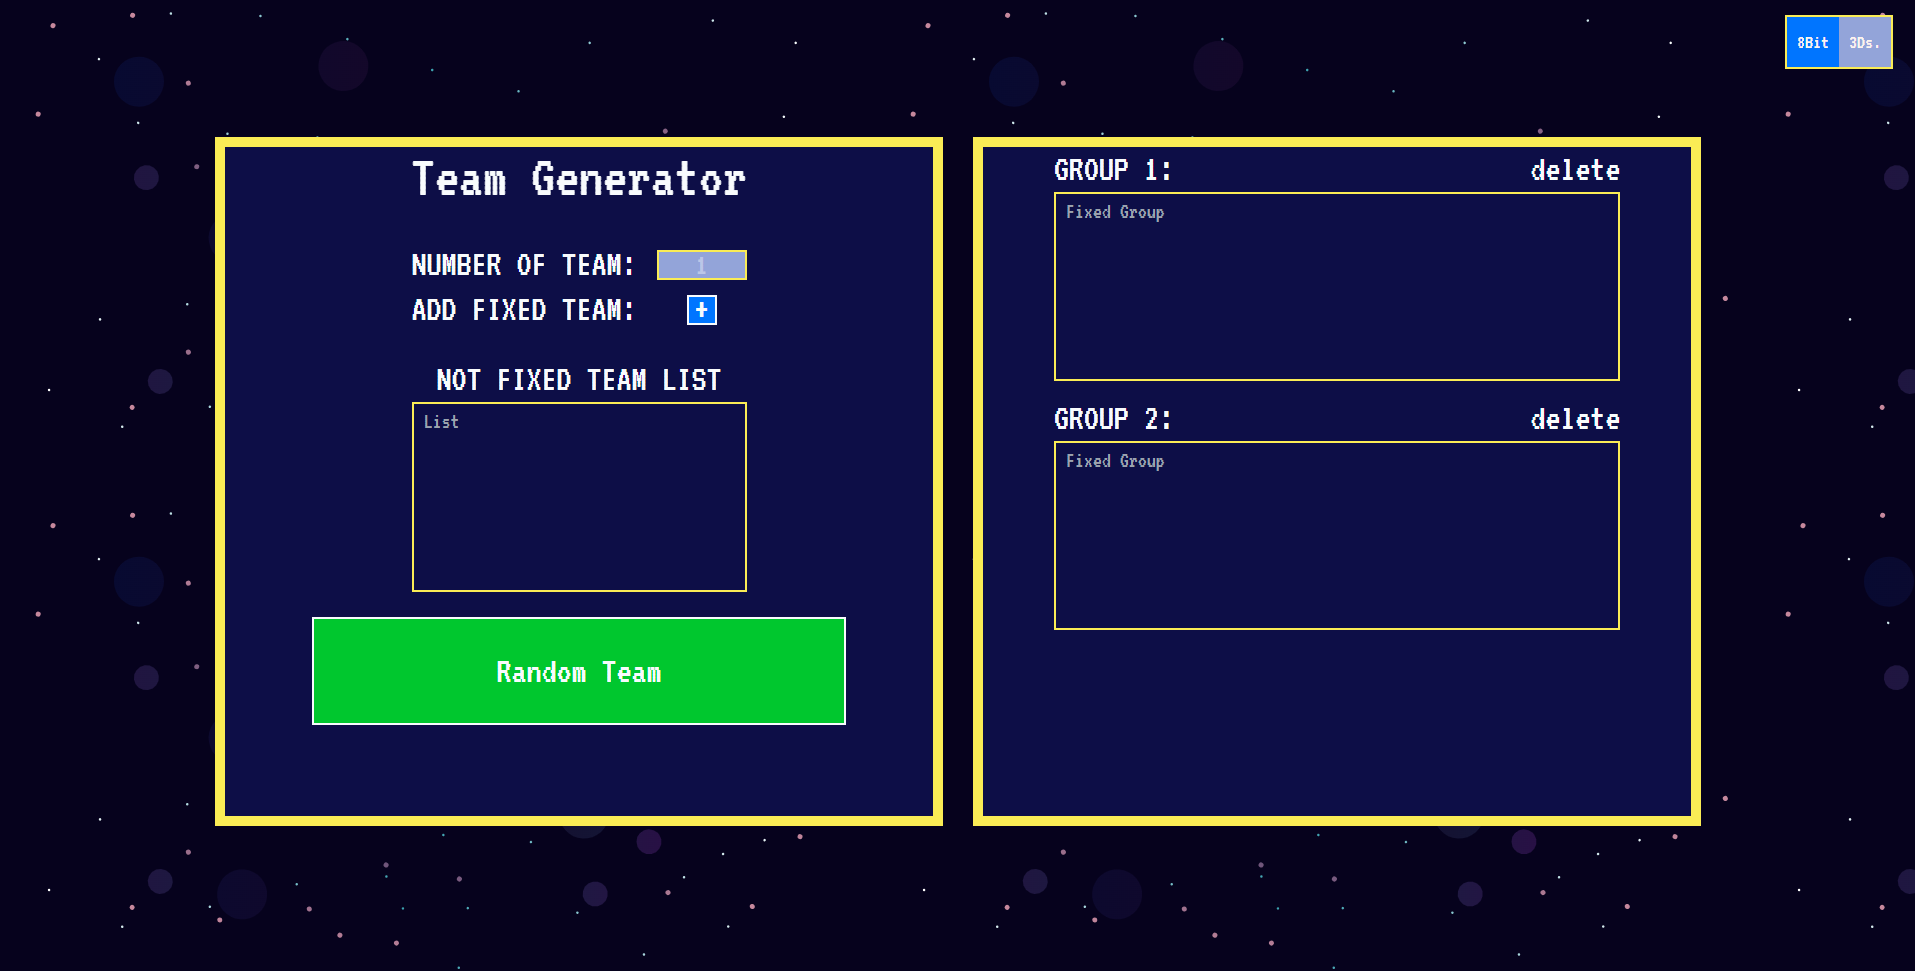 8Bit 3Ds.
Team Generator
NUMBER OF TEAM: 1
ADD FIXED TEAM: +
NOT FIXED TEAM LIST
List
Random Team
GROUP 1: delete
Fixed Group
GROUP 2: delete
Fixed Group